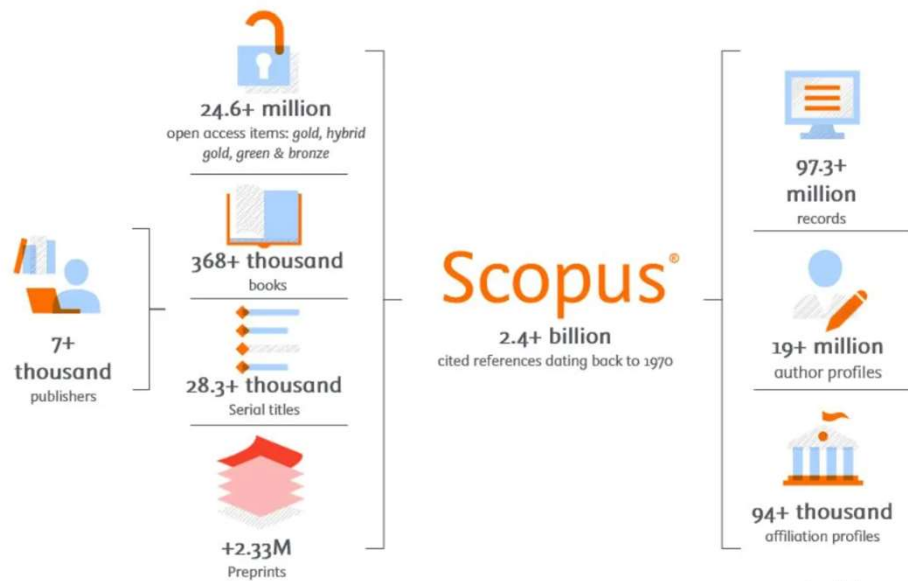 24.6+ million
open access items: gold, hybrid
gold, green & bronze
368+ thousand
books
7+
thousand
publishers
28.3+ thousand
Serial titles
+2.33M
Preprints
Scopus®
2.4+ billion
cited references dating back to 1970
97.3+
million
records
19+ million
author profiles
94+ thousand
affiliation profiles